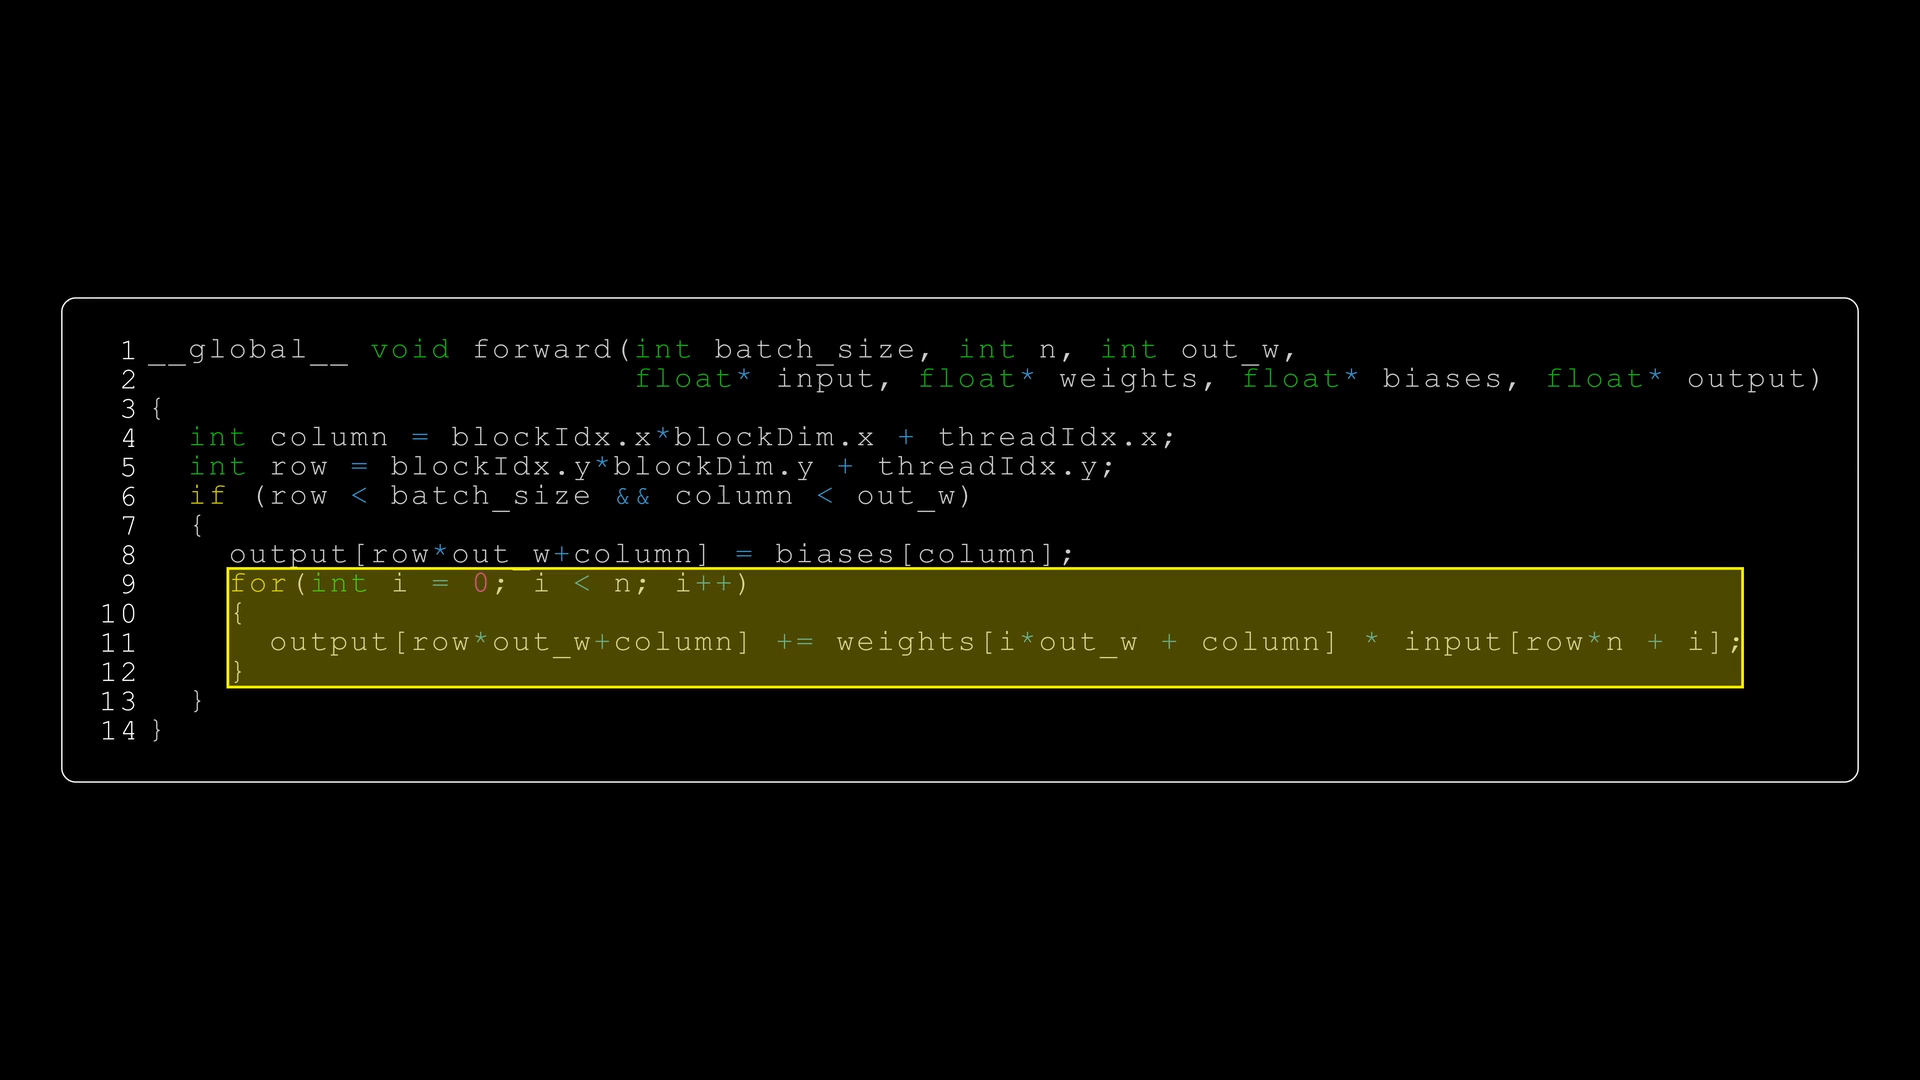 1 __global__ void forward(int batch_size, int n, int out_w,
2 float* input, float* weights, float* biases, float* output)
3 {
4 int column = blockIdx.x*blockDim.x + threadIdx.x;
5 int row = blockIdx.y*blockDim.y + threadIdx.y;
6 if (row < batch_size && column < out_w)
7 {
8 output[row*out_w+column] = biases[column];
9 for(int i = 0; i < n; i++)
10 {
11 output[row*out_w+column] += weights[i*out_w + column] * input[row*n + i];
12 }
13 }
14 }